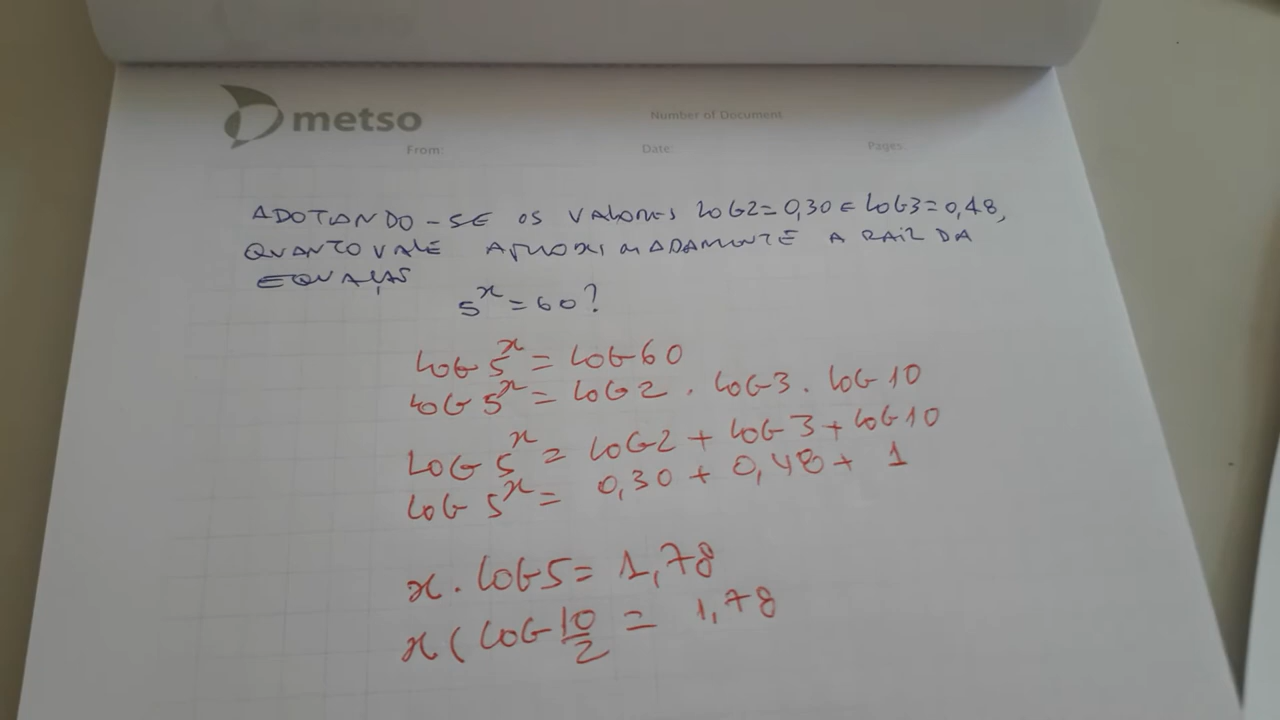 metso
Number of Document
From:
Date:
Pages:
ADOTANDO-SE OS VALORES LOG2=0,30 E LOG3=0,48,
QUANTO VALE APROXIMADAMENTE A RAIZ DA
EQUAÇÃO
5^x = 60?
LOG 5^x = LOG 60
LOG 5^x = LOG 2 . LOG 3 . LOG 10
LOG 5^x = LOG 2 + LOG 3 + LOG 10
LOG 5^x = 0,30 + 0,48 + 1
x . LOG 5 = 1,78
x ( LOG 10/2 = 1,78